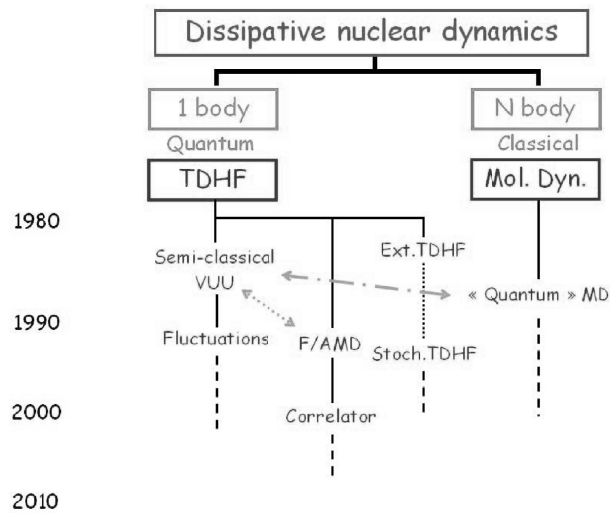 Dissipative nuclear dynamics
1 body
N body
Quantum
Classical
TDHF
Mol. Dyn.
1980
Semi-classical
VUU
Ext.TDHF
« Quantum » MD
1990
Fluctuations
F/AMD
Stoch.TDHF
2000
Correlator
2010